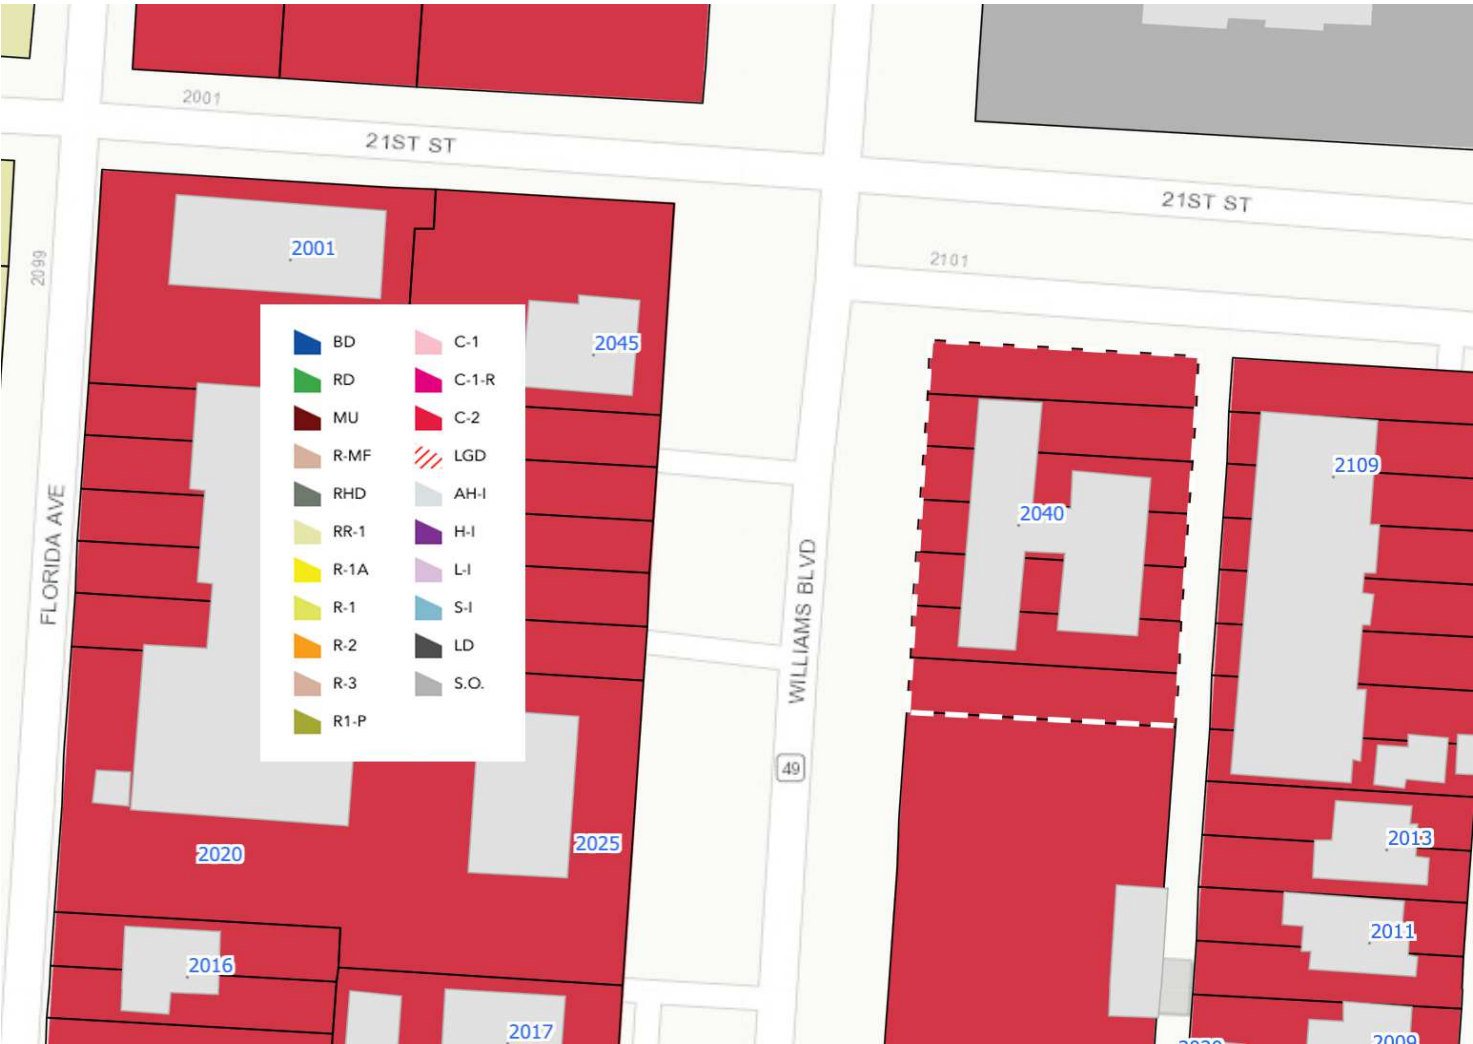 2001
21ST ST
21ST ST
2001
2099
2101
2045
BD
RD
MU
R-MF
RHD
RR-1
R-1A
R-1
R-2
R-3
R1-P
C-1
C-1-R
C-2
LGD
AH-I
H-I
L-I
S-I
LD
S.O.
2109
2040
FLORIDA AVE
WILLIAMS BLVD
49
2013
2025
2020
2011
2016
2017
2009